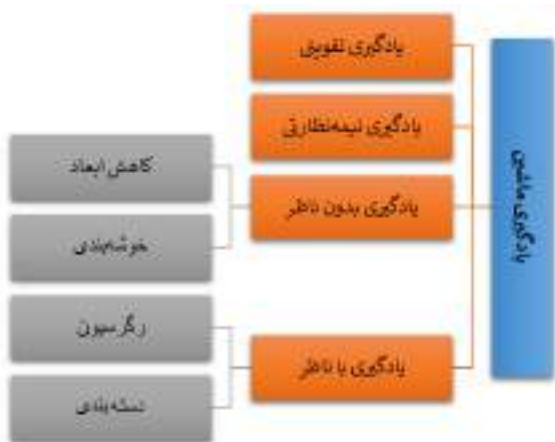 یادگیری ماشین
یادگیری تقویتی
یادگیری نیمه‌نظارتی
یادگیری بدون ناظر
کاهش ابعاد
خوشه‌بندی
یادگیری با ناظر
رگرسیون
دسته‌بندی